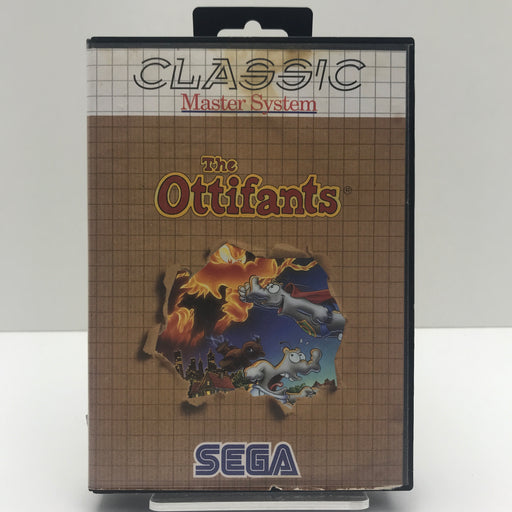 CLASSIC
Master System
The
Ottifants®
SEGA